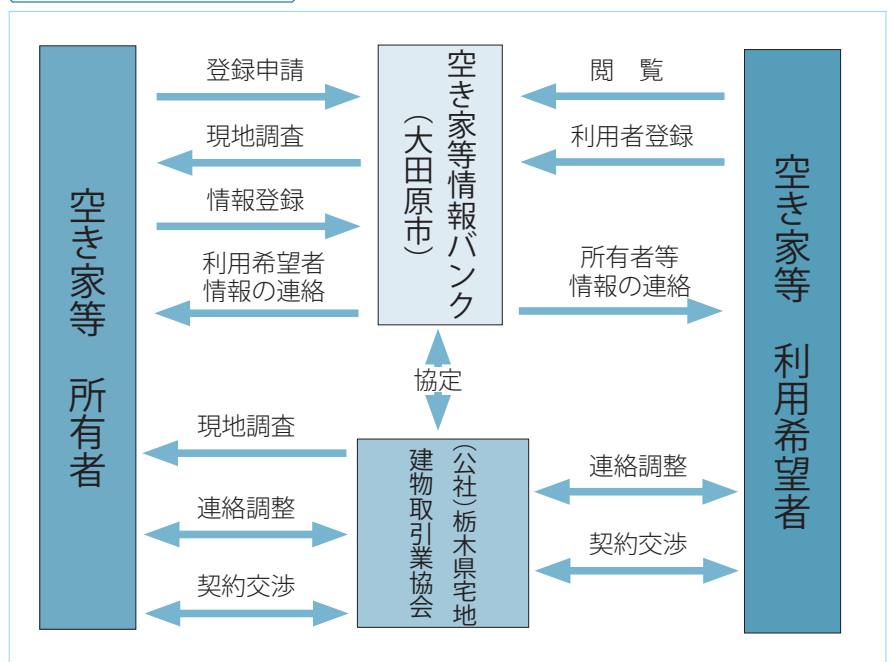 空き家等　所有者
登録申請
現地調査
情報登録
利用希望者
情報の連絡
空き家等情報バンク
（大田原市）
閲　覧
利用者登録
所有者等
情報の連絡
空き家等　利用希望者
協定
現地調査
連絡調整
契約交渉
（公社）栃木県宅地
建物取引業協会
連絡調整
契約交渉